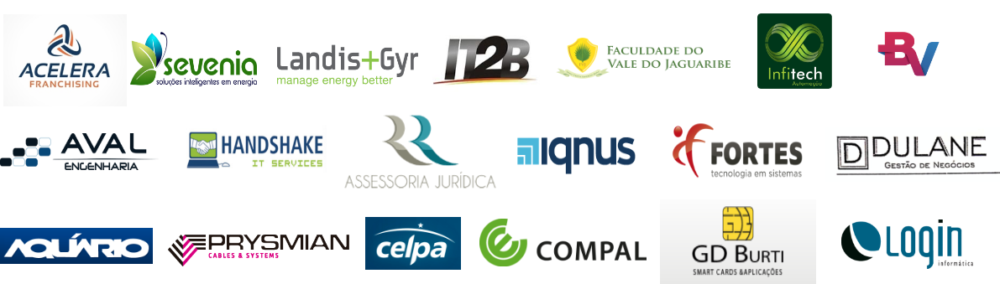 ACELERA
FRANCHISING
sevenia
soluções inteligentes em energia
Landis+Gyr
manage energy better
IT2B
FACULDADE DO
VALE DO JAGUARIBE
Infitech
Automação
BV
AVAL
ENGENHARIA
HANDSHAKE
IT SERVICES
RR
ASSESSORIA JURÍDICA
IQNUS
FORTES
tecnologia em sistemas
D DULANE
GESTÃO DE NEGÓCIOS
AQUÁRIO
PRYSMIAN
CABLES & SYSTEMS
celpa
COMPAL
GD BURTI
SMART CARDS &APLICAÇÕES
Login
informática